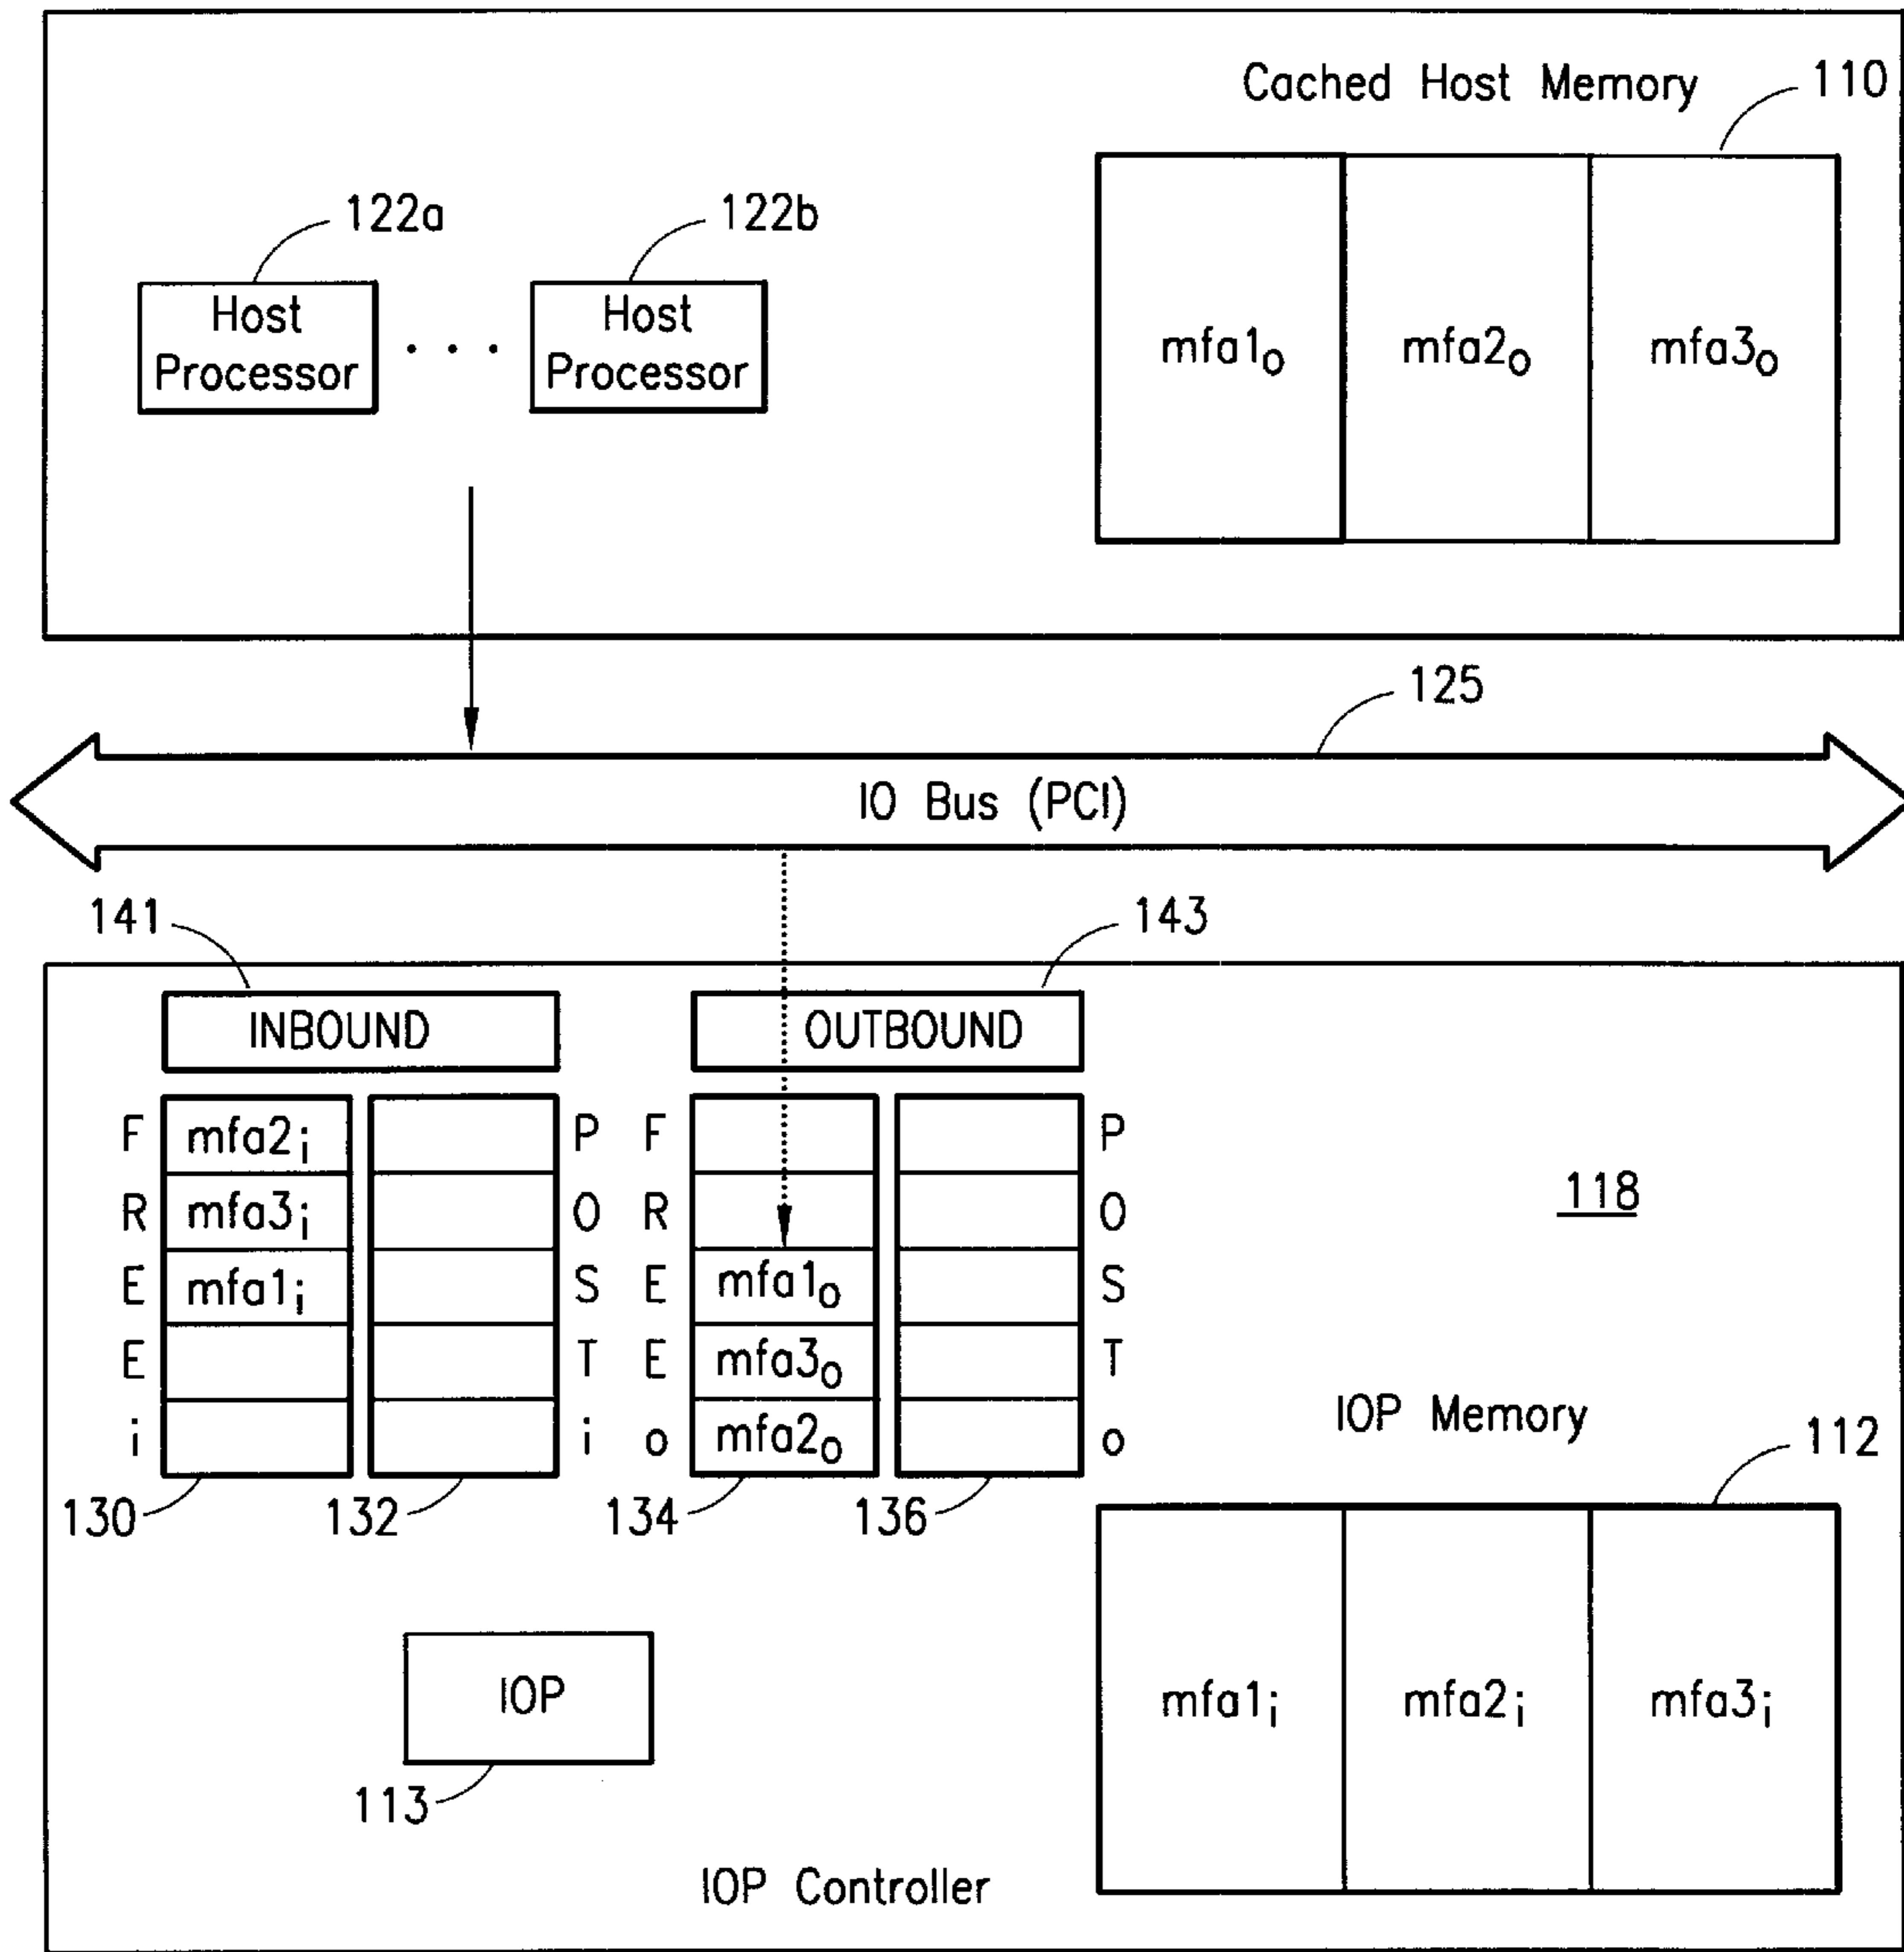 Cached Host Memory
110
122a
122b
Host Processor
. . .
Host Processor
mfa1o
mfa2o
mfa3o
125
IO Bus (PCI)
141
143
INBOUND
OUTBOUND
F mfa2i P F P
R mfa3i O R O
E mfa1i S E mfa1o S
E T E mfa3o T
i i o mfa2o o
118
130
132
134
136
IOP Memory
112
IOP
113
mfa1i
mfa2i
mfa3i
IOP Controller